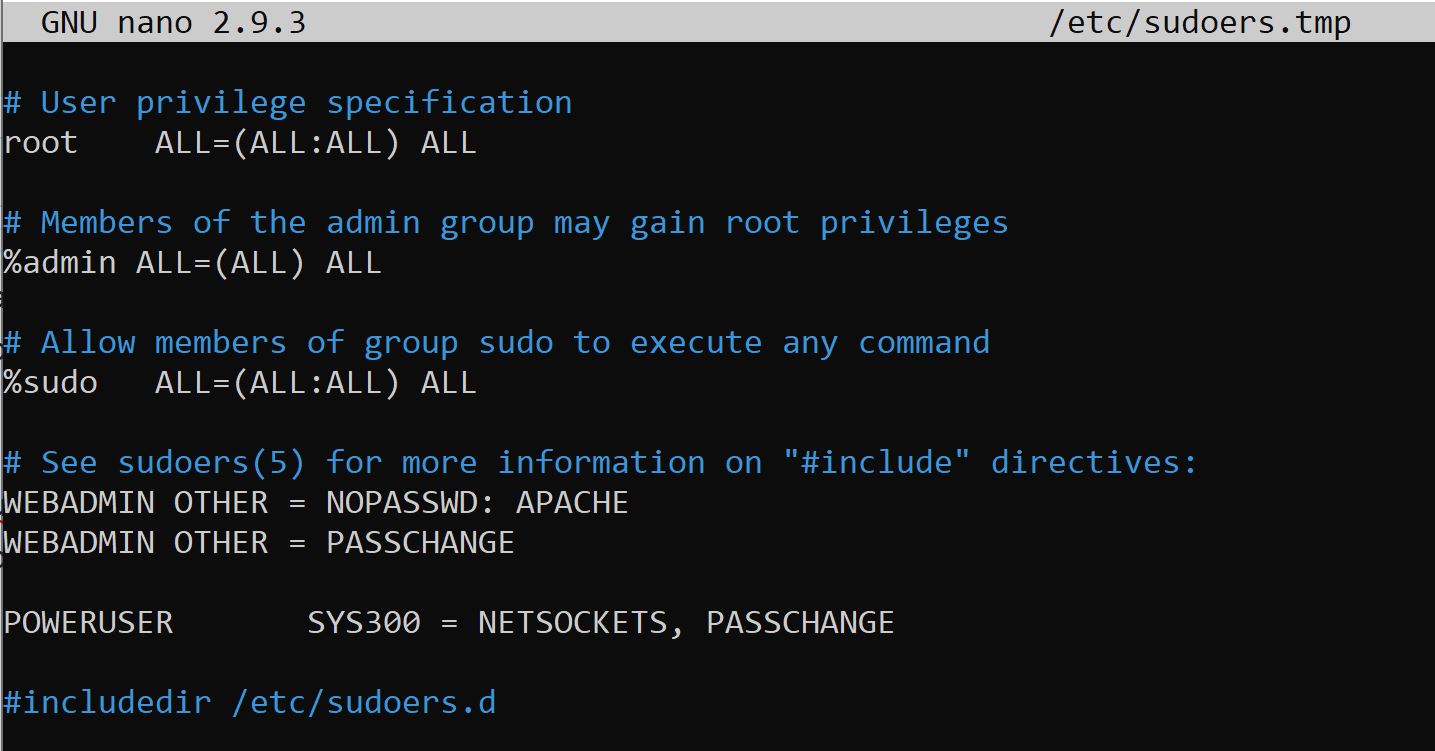 GNU nano 2.9.3 /etc/sudoers.tmp
# User privilege specification
root ALL=(ALL:ALL) ALL
# Members of the admin group may gain root privileges
%admin ALL=(ALL) ALL
# Allow members of group sudo to execute any command
%sudo ALL=(ALL:ALL) ALL
# See sudoers(5) for more information on "#include" directives:
WEBADMIN OTHER = NOPASSWD: APACHE
WEBADMIN OTHER = PASSCHANGE
POWERUSER SYS300 = NETSOCKETS, PASSCHANGE
#includedir /etc/sudoers.d